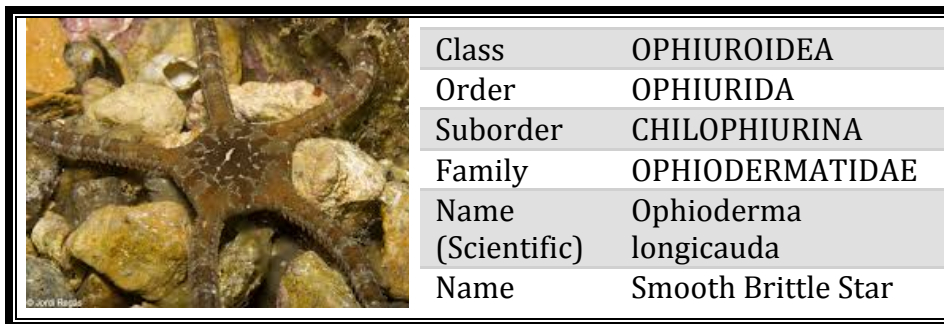 Class OPHIUROIDEA
Order OPHIURIDA
Suborder CHILOPHIURINA
Family OPHIODERMATIDAE
Name Ophioderma
(Scientific) longicauda
Name Smooth Brittle Star
© Jordi Regàs